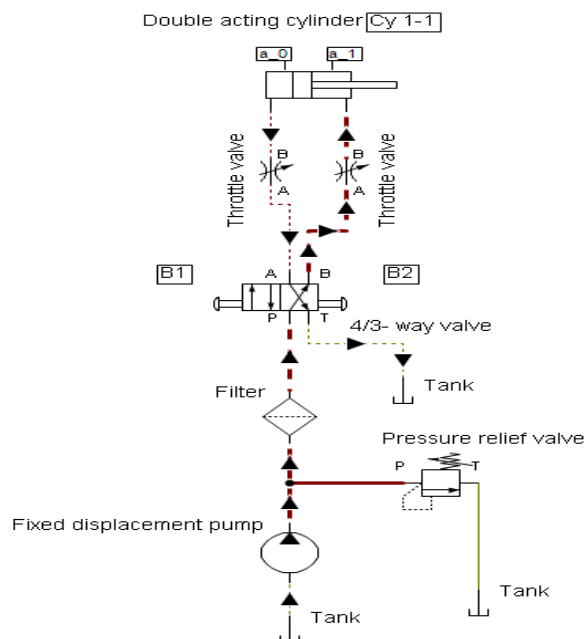 Double acting cylinder Cy 1-1
a_0 a_1
Throttle valve
B
A
B
A
Throttle valve
B1
A B
B2
P T
4/3- way valve
Tank
Filter
Pressure relief valve
P T
Fixed displacement pump
Tank
Tank